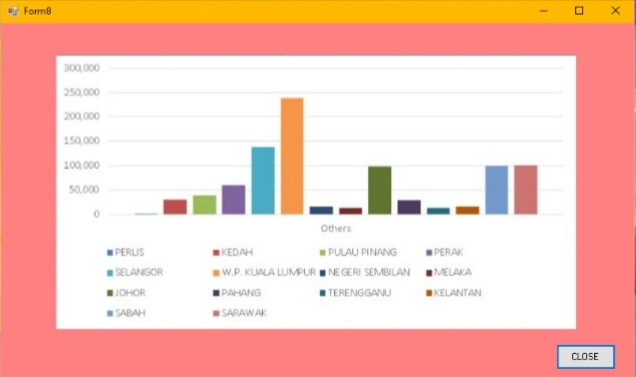 Form8
300,000
250,000
200,000
150,000
100,000
50,000
0
Others
PERLIS KEDAH PULAU PINANG PERAK
SELANGOR W.P. KUALA LUMPUR NEGERI SEMBILAN MELAKA
JOHOR PAHANG TERENGGANU KELANTAN
SABAH SARAWAK
CLOSE